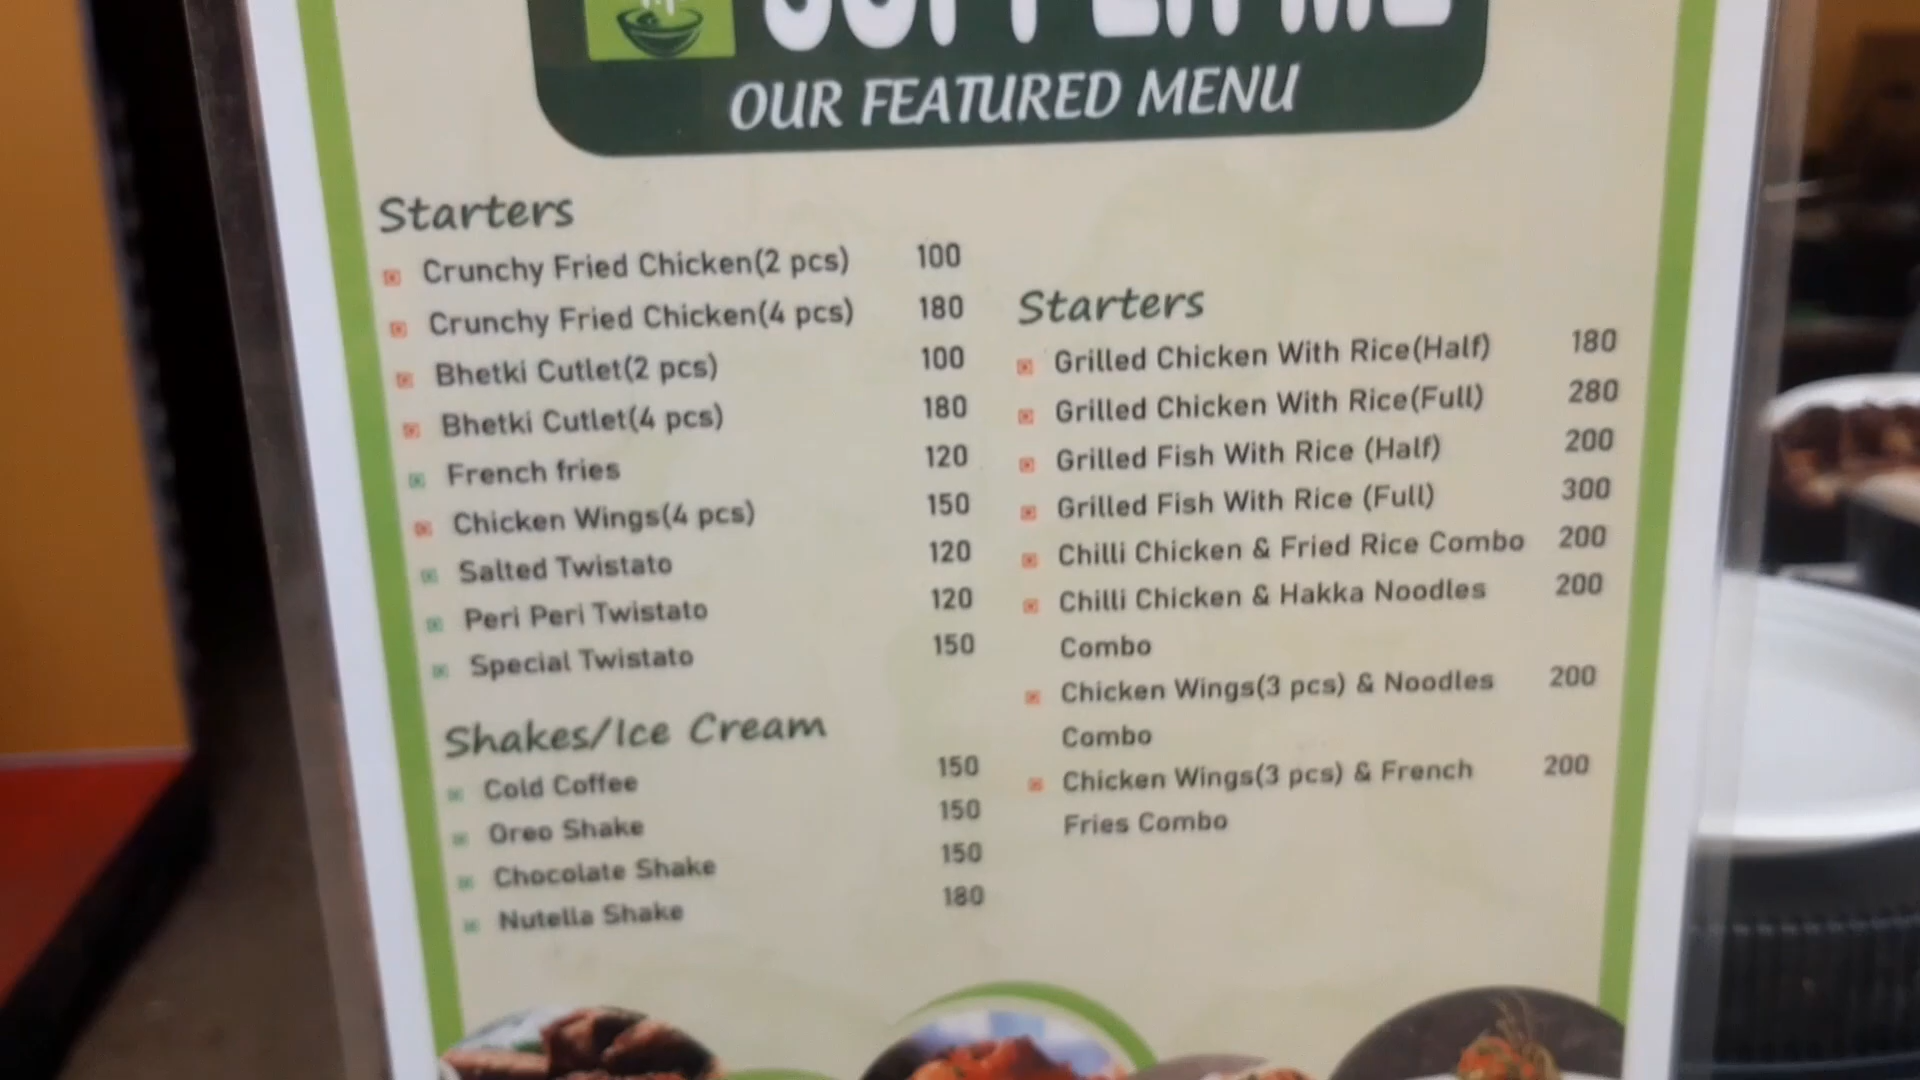 SUPPER ME
OUR FEATURED MENU
Starters
Crunchy Fried Chicken(2 pcs) 100
Crunchy Fried Chicken(4 pcs) 180
Bhetki Cutlet(2 pcs) 100
Bhetki Cutlet(4 pcs) 180
French fries 120
Chicken Wings(4 pcs) 150
Salted Twistato 120
Peri Peri Twistato 120
Special Twistato 150
Shakes/Ice Cream
Cold Coffee 150
Oreo Shake 150
Chocolate Shake 150
Nutella Shake 180
Starters
Grilled Chicken With Rice(Half) 180
Grilled Chicken With Rice(Full) 280
Grilled Fish With Rice (Half) 200
Grilled Fish With Rice (Full) 300
Chilli Chicken & Fried Rice Combo 200
Chilli Chicken & Hakka Noodles 200
Combo
Chicken Wings(3 pcs) & Noodles 200
Combo
Chicken Wings(3 pcs) & French 200
Fries Combo